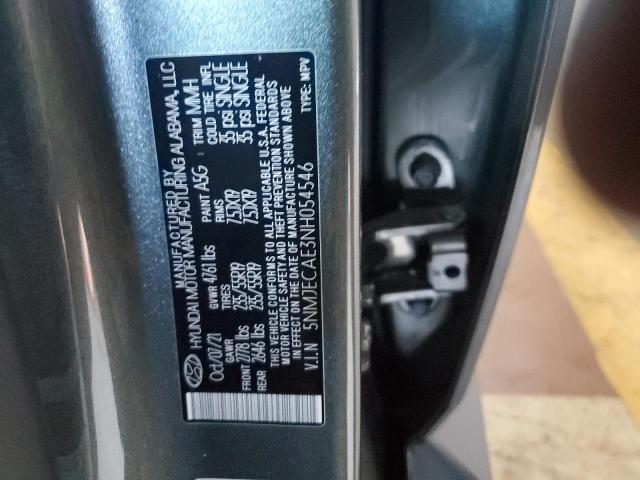 MANUFACTURED BY
HYUNDAI MOTOR MANUFACTURING ALABAMA, LLC
Oct/07/21 GVWR 4761 lbs PAINT A5G TRIM MMH
GAWR TIRES RIMS COLD TIRE INFL
FRONT 2778 lbs 235/55R19 7.5JX19 35 psi SINGLE
REAR 2646 lbs 235/55R19 7.5JX19 35 psi SINGLE
THIS VEHICLE CONFORMS TO ALL APPLICABLE U.S.A. FEDERAL
MOTOR VEHICLE SAFETY AND THEFT PREVENTION STANDARDS
IN EFFECT ON THE DATE OF MANUFACTURE SHOWN ABOVE
V.I.N 5NMJECAE3NH054546 TYPE: MPV